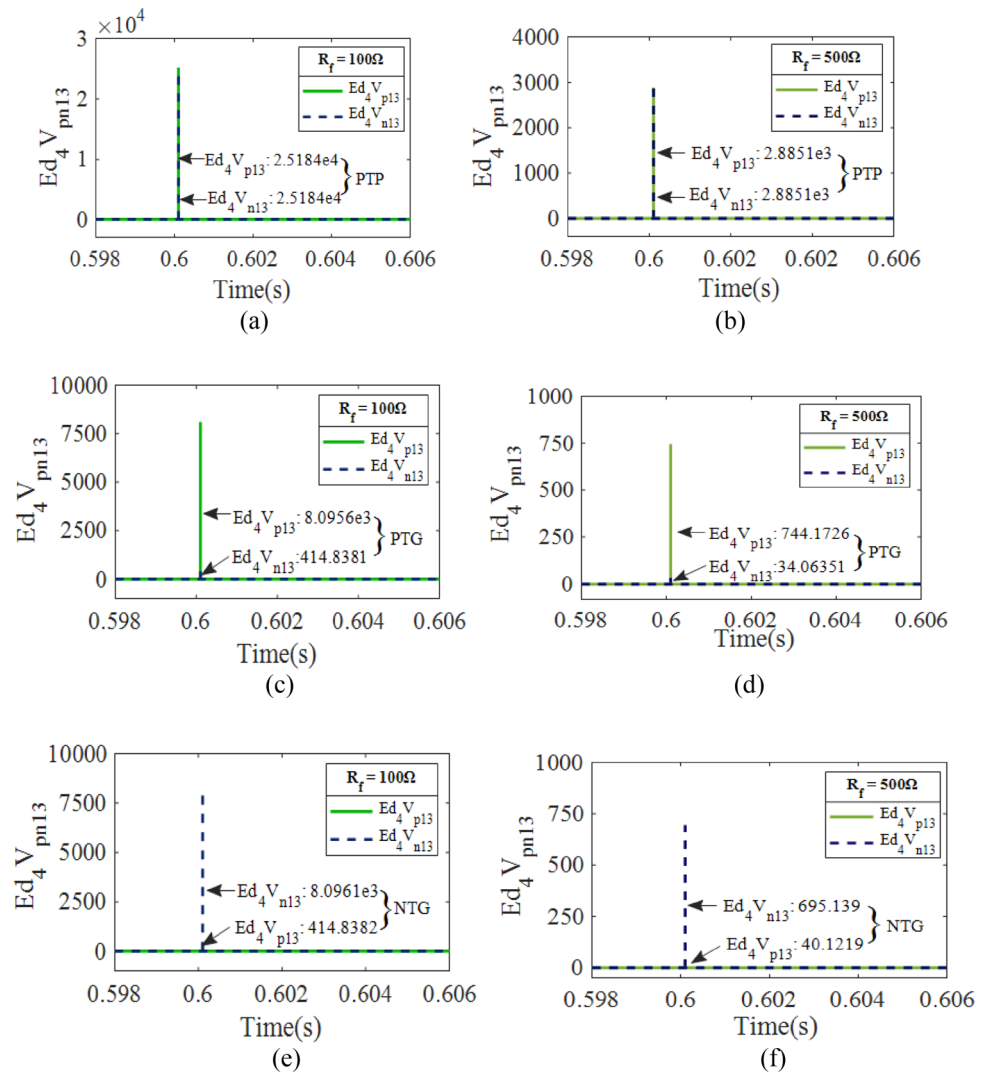 ×10⁴
3
2
1
0
Ed₄Vpn13
R_f = 100Ω
Ed₄Vp13
Ed₄Vn13
Ed₄Vp13:2.5184e4
Ed₄Vn13:2.5184e4
} PTP
0.598 0.6 0.602 0.604 0.606
Time(s)
(a)
4000
3000
2000
1000
0
Ed₄Vpn13
R_f = 500Ω
Ed₄Vp13
Ed₄Vn13
Ed₄Vp13:2.8851e3
Ed₄Vn13:2.8851e3
} PTP
0.598 0.6 0.602 0.604 0.606
Time(s)
(b)
10000
7500
5000
2500
0
Ed₄Vpn13
R_f = 100Ω
Ed₄Vp13
Ed₄Vn13
Ed₄Vp13:8.0956e3
Ed₄Vn13:414.8381
} PTG
0.598 0.6 0.602 0.604 0.606
Time(s)
(c)
1000
750
500
250
0
Ed₄Vpn13
R_f = 500Ω
Ed₄Vp13
Ed₄Vn13
Ed₄Vp13:744.1726
Ed₄Vn13:34.06351
} PTG
0.598 0.6 0.602 0.604 0.606
Time(s)
(d)
10000
7500
5000
2500
0
Ed₄Vpn13
R_f = 100Ω
Ed₄Vp13
Ed₄Vn13
Ed₄Vn13:8.0961e3
Ed₄Vp13:414.8382
} NTG
0.598 0.6 0.602 0.604 0.606
Time(s)
(e)
1000
750
500
250
0
Ed₄Vpn13
R_f = 500Ω
Ed₄Vp13
Ed₄Vn13
Ed₄Vn13:695.139
Ed₄Vp13:40.1219
} NTG
0.598 0.6 0.602 0.604 0.606
Time(s)
(f)